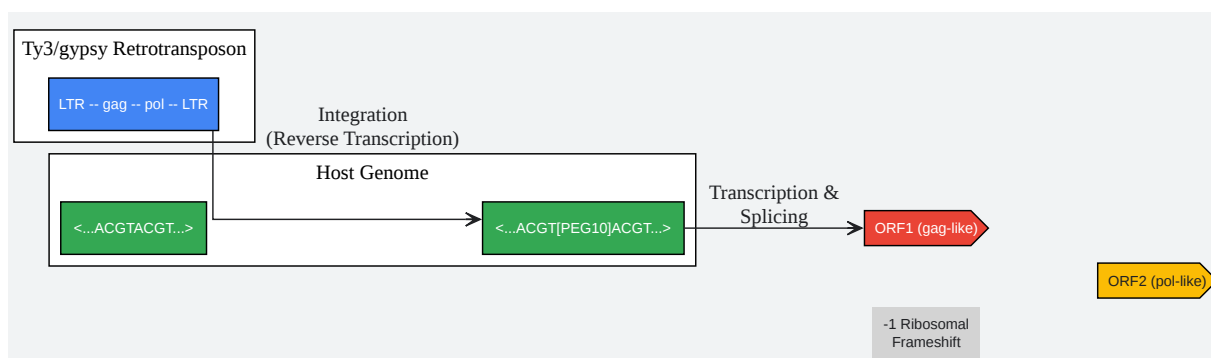 Ty3/gypsy Retrotransposon
LTR -- gag -- pol -- LTR
Integration
(Reverse Transcription)
Host Genome
<...ACGTACGT...>
<...ACGT[PEG10]ACGT...>
Transcription &
Splicing
ORF1 (gag-like)
ORF2 (pol-like)
-1 Ribosomal
Frameshift